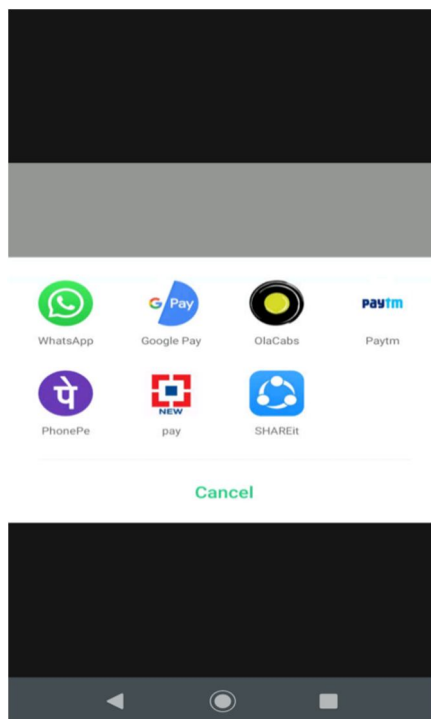 G Pay
paytm
WhatsApp Google Pay OlaCabs Paytm
पे
NEW
PhonePe pay SHAREit
Cancel